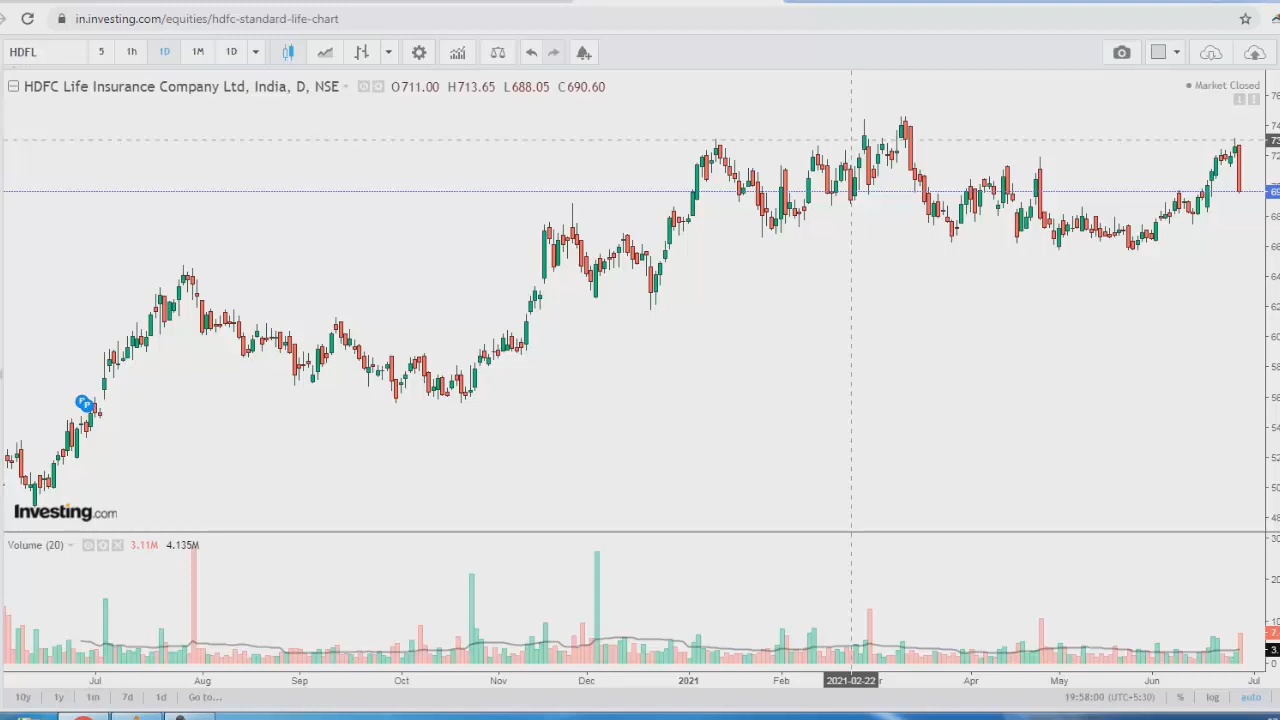 in.investing.com/equities/hdfc-standard-life-chart
HDFL 5 1h 1D 1M 1D
HDFC Life Insurance Company Ltd, India, D, NSE O711.00 H713.65 L688.05 C690.60
Market Closed
Investing.com
Volume (20) 3.11M 4.135M
Jul Aug Sep Oct Nov Dec 2021 Feb 2021-02-22 Apr May Jun Jul
10y 1y 1m 7d 1d Go to... 19:58:00 (UTC+5:30) % log auto